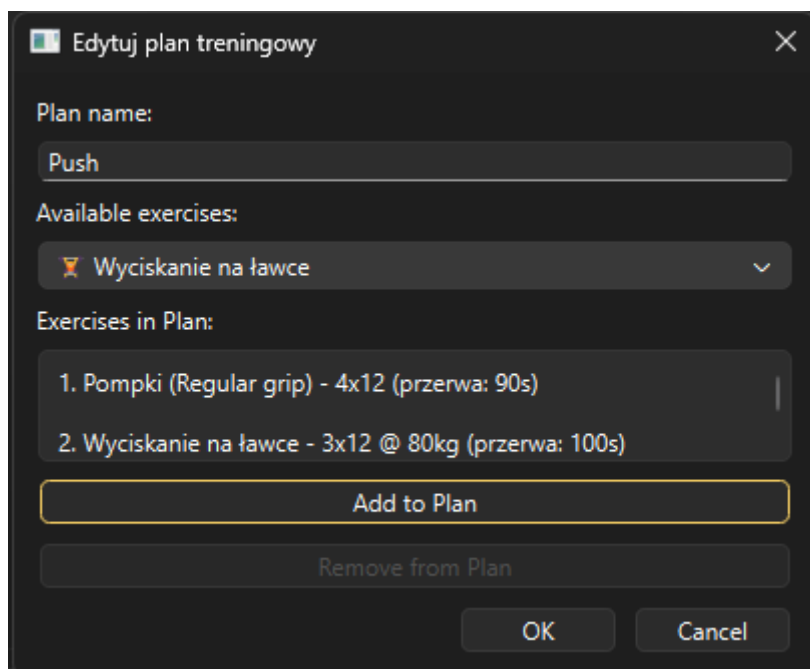 Edytuj plan treningowy
Plan name:
Push
Available exercises:
Wyciskanie na ławce
Exercises in Plan:
1. Pompki (Regular grip) - 4x12 (przerwa: 90s)
2. Wyciskanie na ławce - 3x12 @ 80kg (przerwa: 100s)
Add to Plan
Remove from Plan
OK Cancel